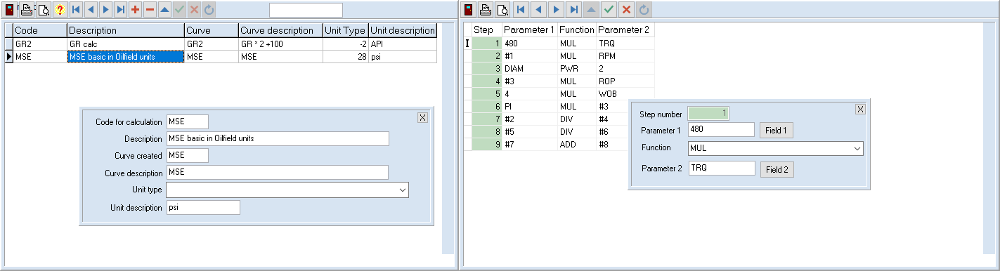 Code Description Curve Curve description Unit Type Unit description
GR2 GR calc GR2 GR * 2 +100 -2 API
MSE MSE basic in Oilfield units MSE MSE 28 psi
Code for calculation MSE
Description MSE basic in Oilfield units
Curve created MSE
Curve description MSE
Unit type
Unit description psi
Step Parameter 1 Function Parameter 2
1 480 MUL TRQ
2 #1 MUL RPM
3 DIAM PWR 2
4 #3 MUL ROP
5 4 MUL WOB
6 PI MUL #3
7 #2 DIV #4
8 #5 DIV #6
9 #7 ADD #8
Step number 1
Parameter 1 480 Field 1
Function MUL
Parameter 2 TRQ Field 2